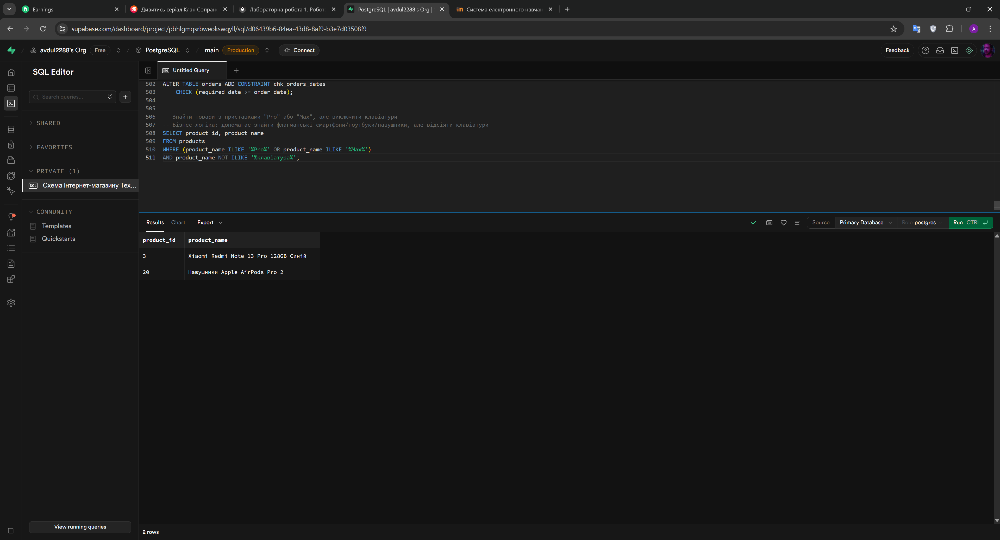 Earnings
Дивитись серіал Клан Сопран
Лабораторна робота 1. Робот
PostgreSQL | avdul2288's Org |
Система електронного навчан
supabase.com/dashboard/project/pbhlgmqsrbweokswqyll/sql/d06439b6-84ea-43d8-8af9-b3e7d03508f9
A
avdul2288's Org Free / PostgreSQL / main Production Connect
Feedback
SQL Editor
SQL Untitled Query
Search queries...
SHARED
FAVORITES
PRIVATE (1)
SQL Схема інтернет-магазину Тех...
COMMUNITY
Templates
Quickstarts
View running queries
502 ALTER TABLE orders ADD CONSTRAINT chk_orders_dates
503 CHECK (required_date >= order_date);
504
505
506 -- Знайти товари з приставками "Pro" або "Max", але виключити клавіатури
507 -- Бізнес-логіка: допомагає знайти флагманські смартфони/ноутбуки/навушники, але відсіяти клавіатури
508 SELECT product_id, product_name
509 FROM products
510 WHERE (product_name ILIKE '%Pro%' OR product_name ILIKE '%Max%')
511 AND product_name NOT ILIKE '%клавіатура%';
Results Chart Export
Source Primary Database Role postgres Run CTRL
product_id product_name
3 Xiaomi Redmi Note 13 Pro 128GB Синій
20 Навушники Apple AirPods Pro 2
2 rows